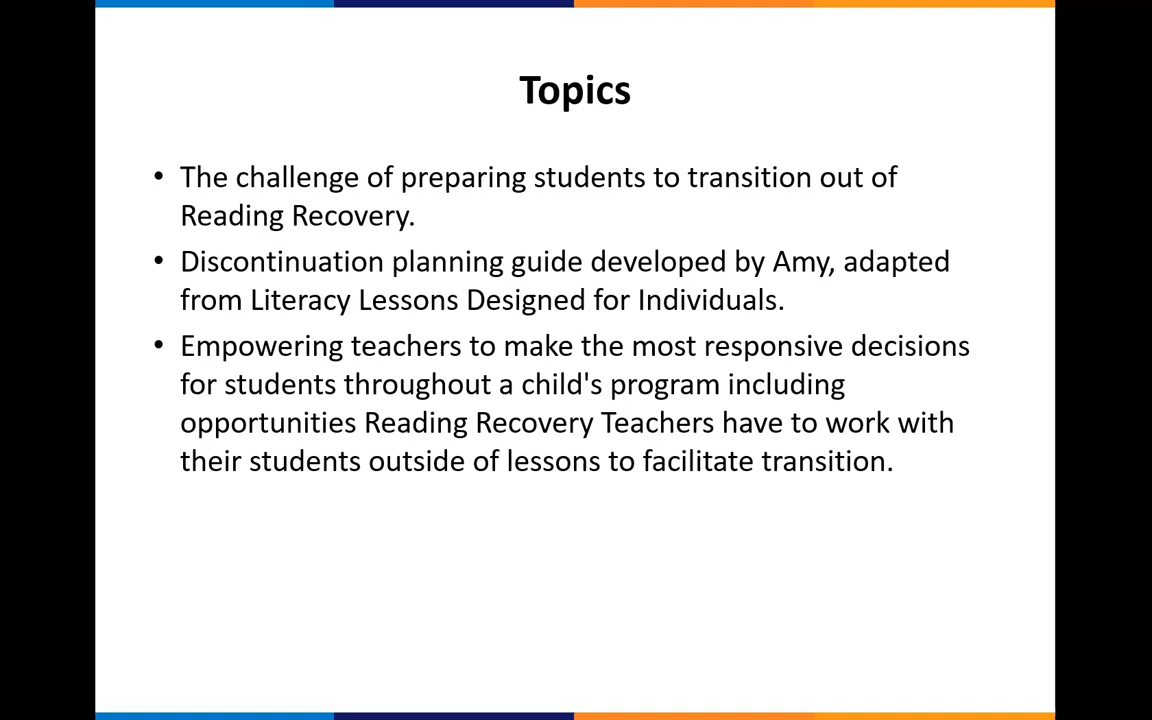 Topics
• The challenge of preparing students to transition out of
Reading Recovery.
• Discontinuation planning guide developed by Amy, adapted
from Literacy Lessons Designed for Individuals.
• Empowering teachers to make the most responsive decisions
for students throughout a child's program including
opportunities Reading Recovery Teachers have to work with
their students outside of lessons to facilitate transition.